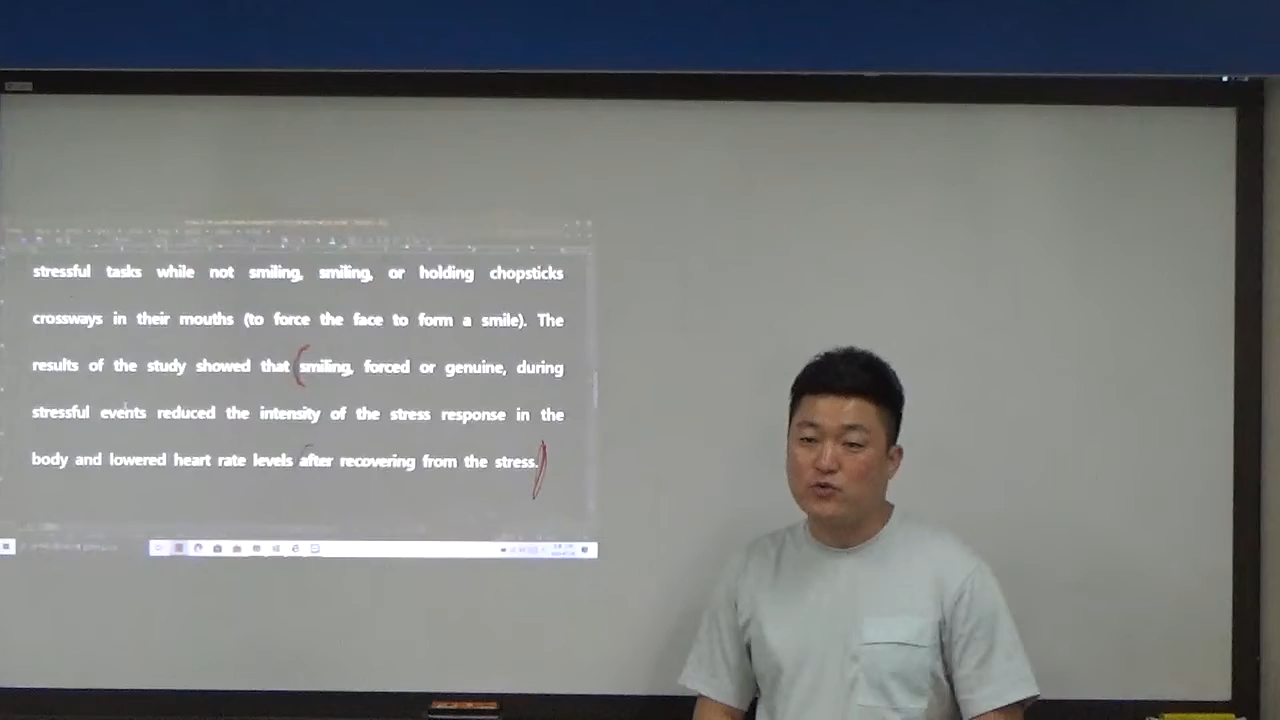 stressful tasks while not smiling, smiling, or holding chopsticks
crossways in their mouths (to force the face to form a smile). The
results of the study showed that smiling, forced or genuine, during
stressful events reduced the intensity of the stress response in the
body and lowered heart rate levels after recovering from the stress.